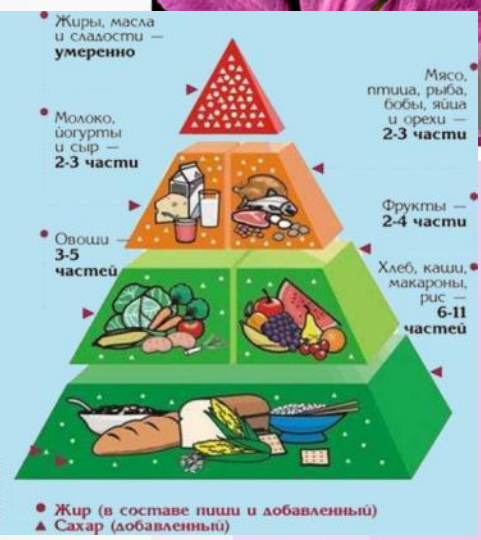 Жиры, масла
и сладости —
умеренно
Мясо,
птица, рыба,
бобы, яйца
и орехи —
2-3 части
Молоко,
йогурты
и сыр —
2-3 части
Фрукты —
2-4 части
Овощи —
3-5
частей
Хлеб, каши,
макароны,
рис —
6-11
частей
Жир (в составе пищи и добавленный)
Сахар (добавленный)